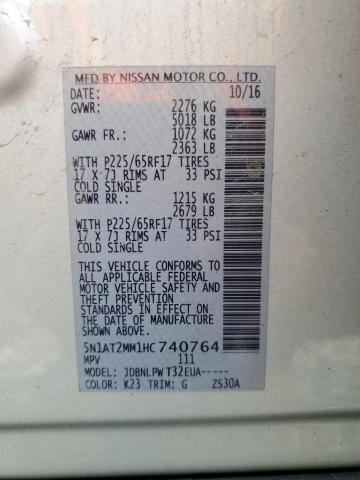 MFD BY NISSAN MOTOR CO., LTD.
DATE: 10/16
GVWR: 2276 KG
5018 LB
GAWR FR.: 1072 KG
2363 LB
WITH P225/65RF17 TIRES
17 X 7J RIMS AT 33 PSI
COLD SINGLE
GAWR RR.: 1215 KG
2679 LB
WITH P225/65RF17 TIRES
17 X 7J RIMS AT 33 PSI
COLD SINGLE
THIS VEHICLE CONFORMS TO
ALL APPLICABLE FEDERAL
MOTOR VEHICLE SAFETY
AND THEFT PREVENTION
STANDARDS IN EFFECT ON
THE DATE OF MANUFACTURE
SHOWN ABOVE.
5N1AT2MM1HC740764
MPV 111
MODEL: JDBNLPW T32EUA-----
COLOR: K23 TRIM: G ZS30A